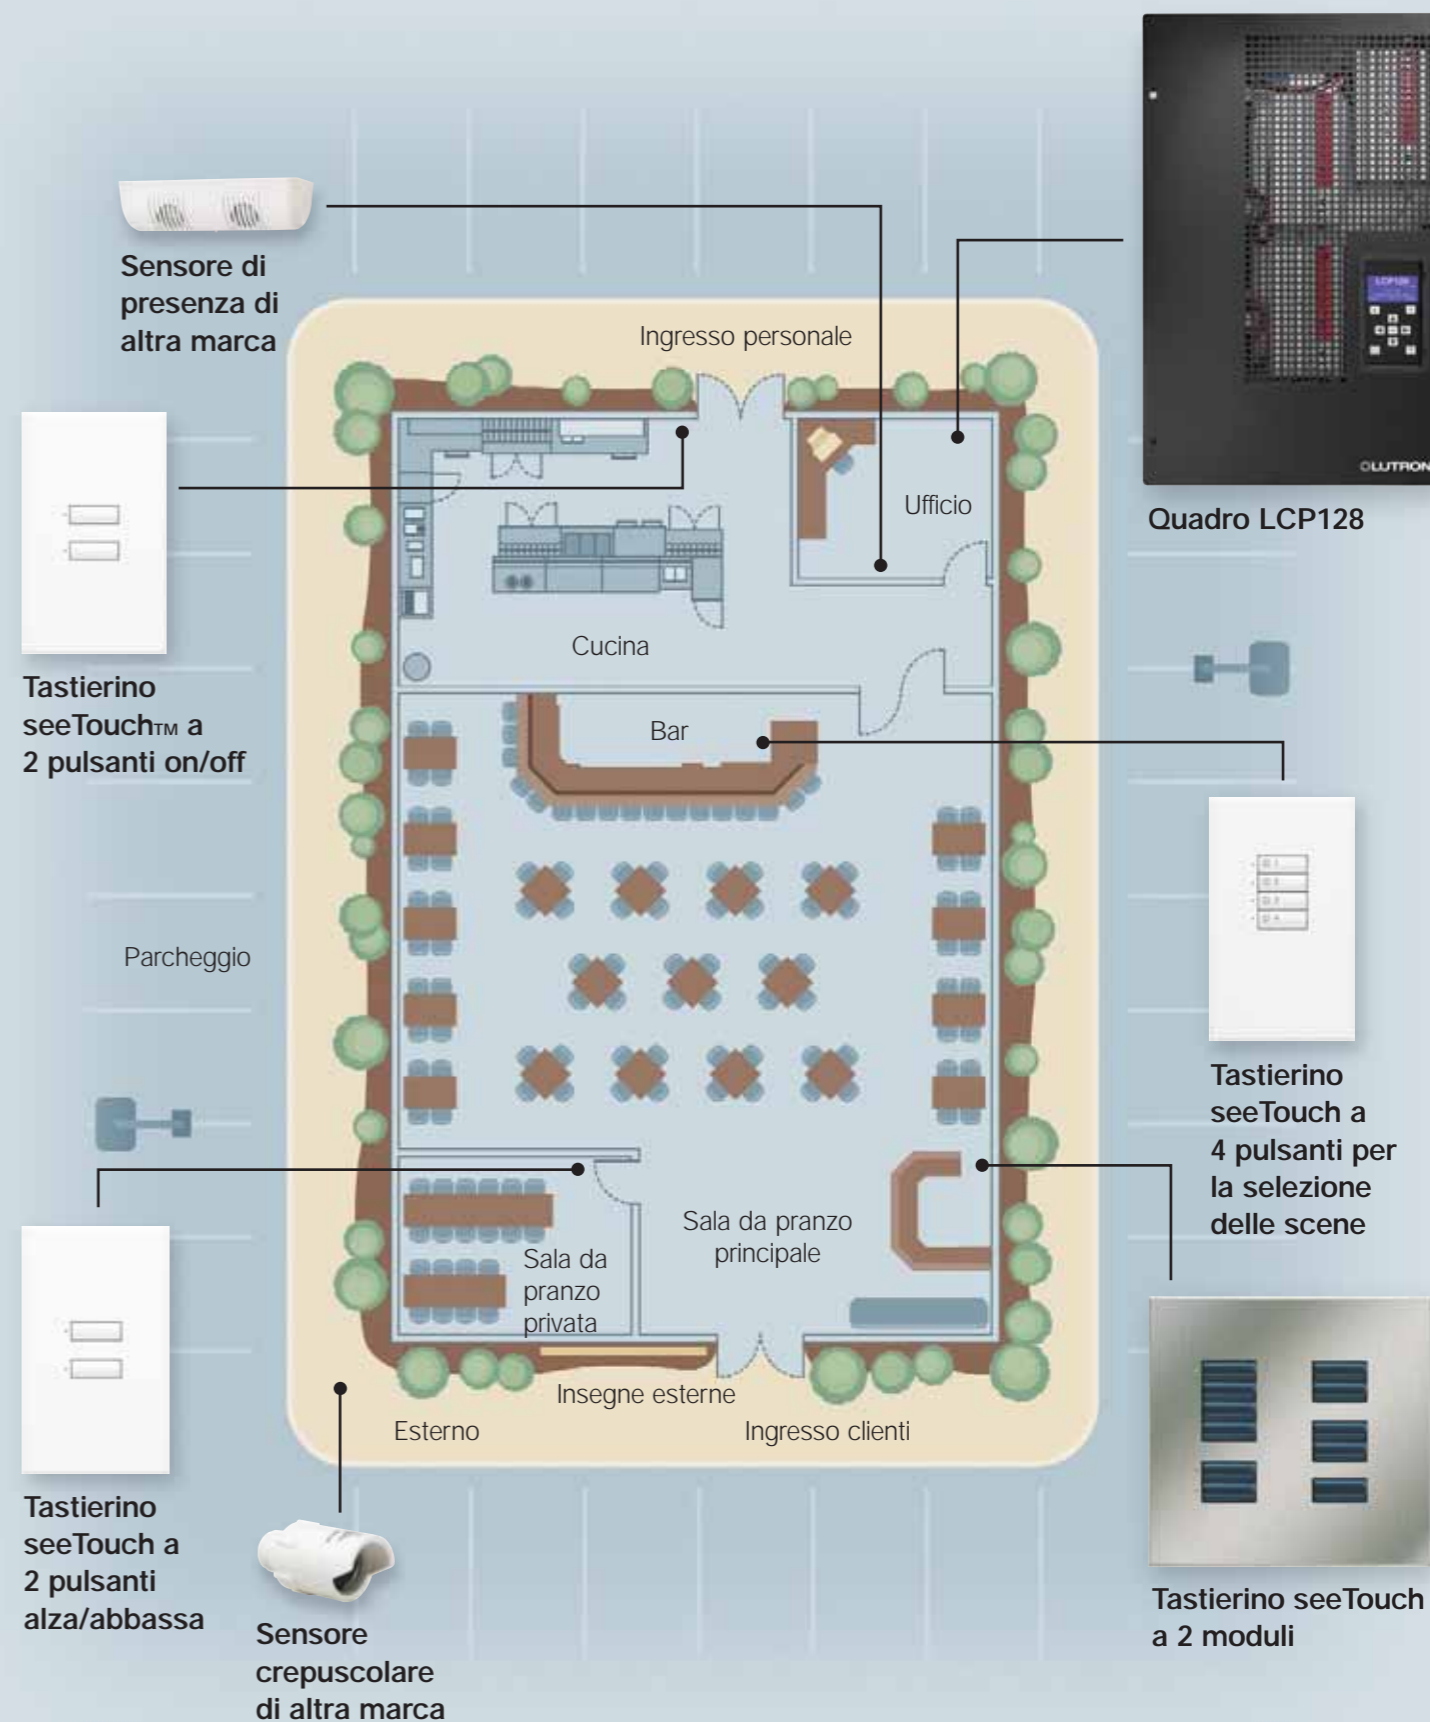 LCP128
LUTRON
Quadro LCP128
Sensore di
presenza di
altra marca
Ingresso personale
Ufficio
Tastierino
seeTouch™ a
2 pulsanti on/off
Cucina
Bar
Parcheggio
Tastierino
seeTouch a
4 pulsanti per
la selezione
delle scene
Sala da pranzo
principale
Sala da
pranzo
privata
Insegne esterne
Esterno
Ingresso clienti
Tastierino
seeTouch a
2 pulsanti
alza/abbassa
Sensore
crepuscolare
di altra marca
Tastierino seeTouch
a 2 moduli